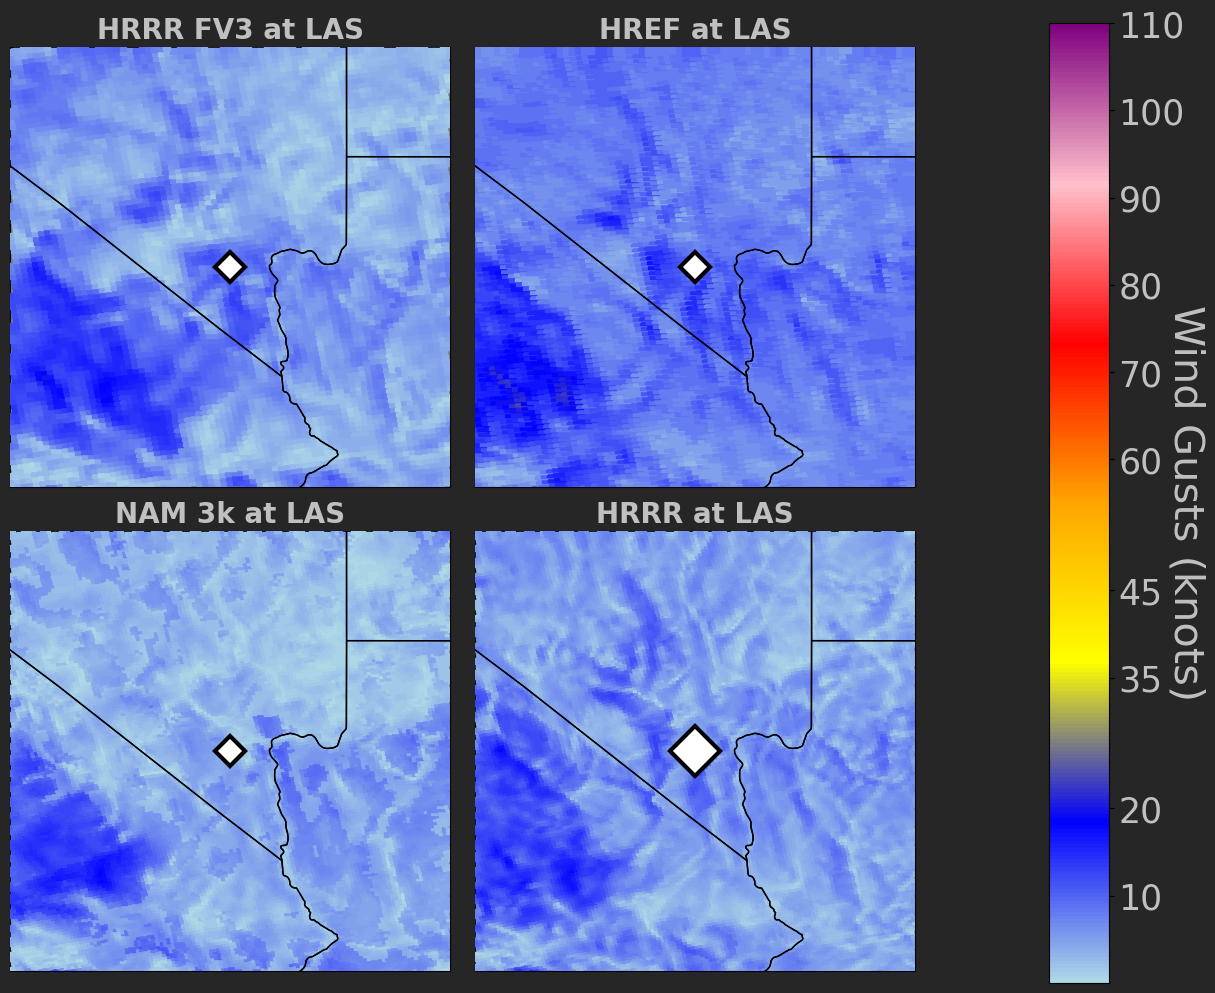 HRRR FV3 at LAS
HREF at LAS
NAM 3k at LAS
HRRR at LAS
110
100
90
80
70
60
45
35
20
10
Wind Gusts (knots)